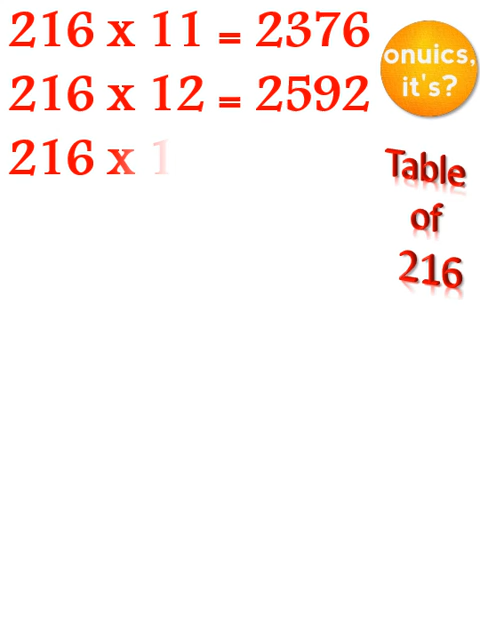 216 x 11 = 2376
216 x 12 = 2592
216 x 1
onuics,
it's?
Table
of
216